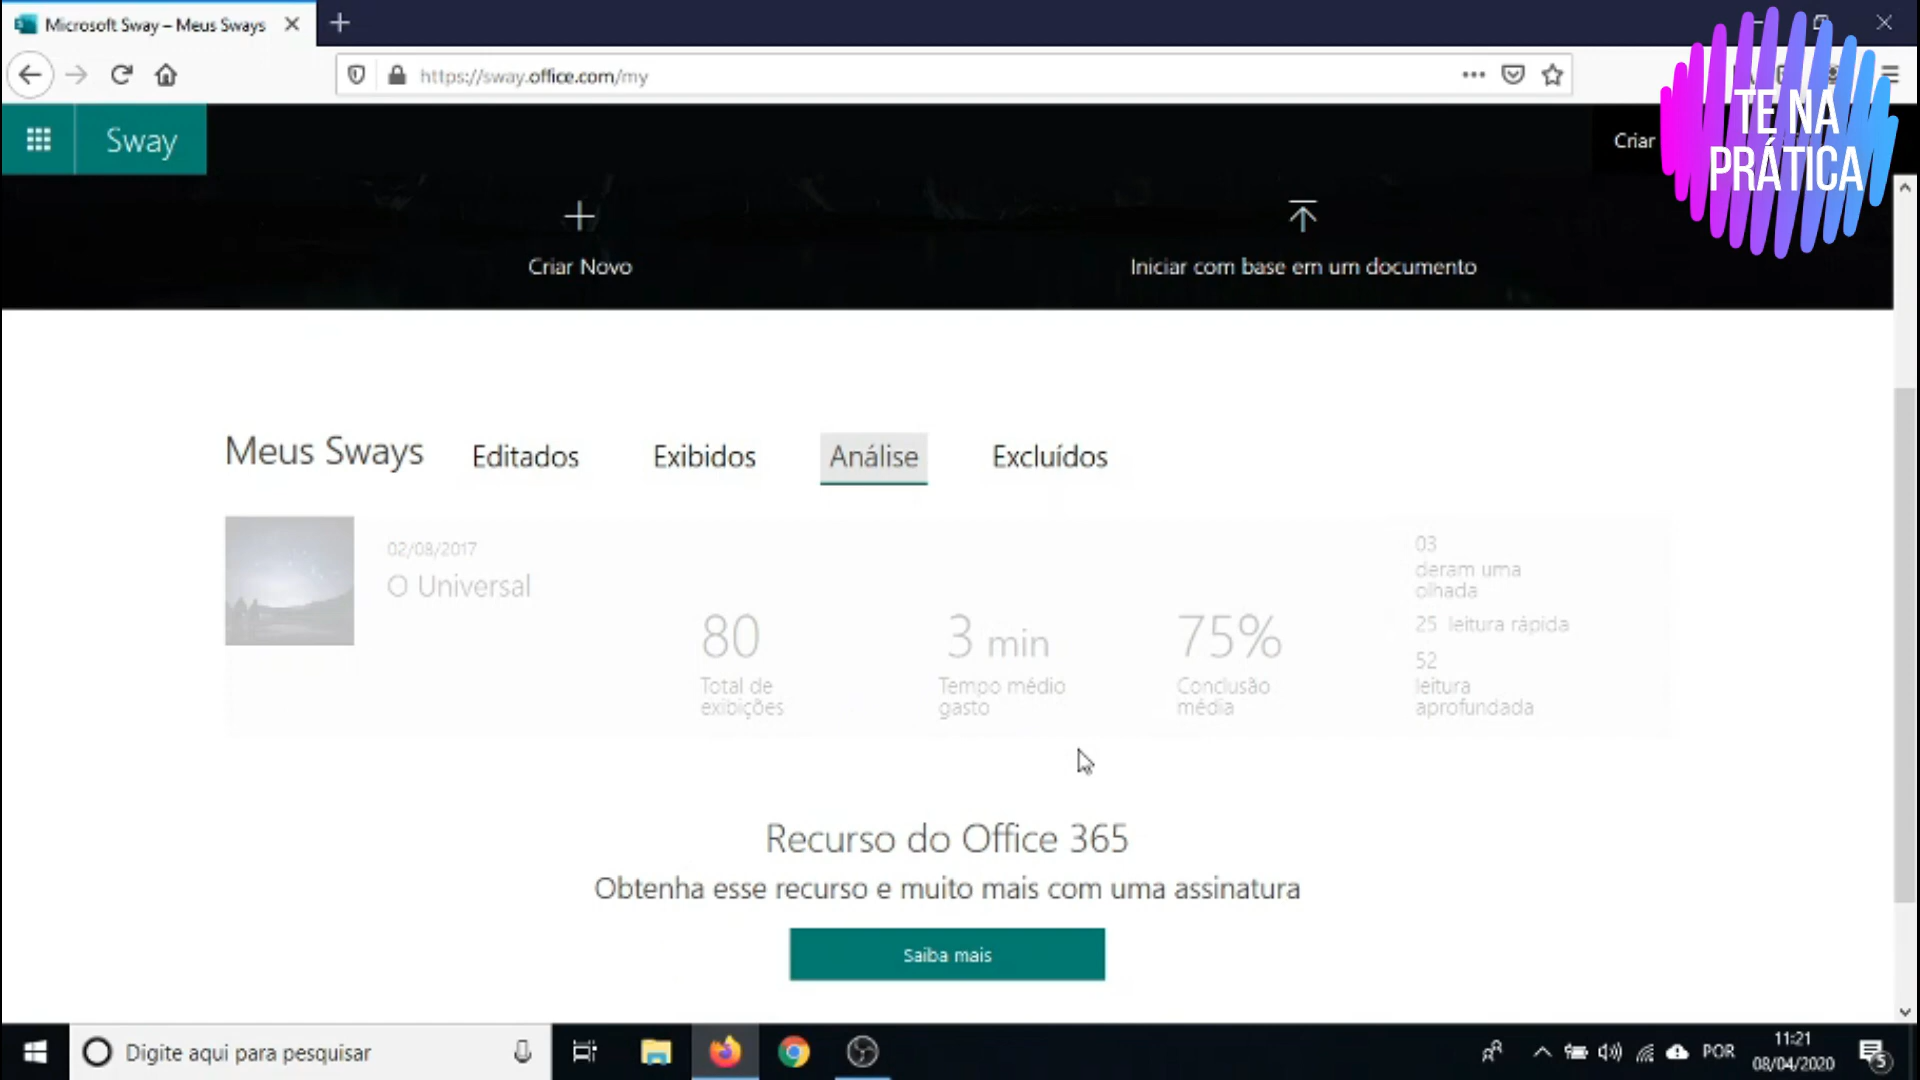 Microsoft Sway – Meus Sways
https://sway.office.com/my
Sway
Criar
TE NA
PRÁTICA
Criar Novo
Iniciar com base em um documento
Meus Sways
Editados
Exibidos
Análise
Excluídos
02/08/2017
O Universal
80
Total de
exibições
3 min
Tempo médio
gasto
75%
Conclusão
média
03
deram uma
olhada
25 leitura rápida
52
leitura
aprofundada
Recurso do Office 365
Obtenha esse recurso e muito mais com uma assinatura
Saiba mais
Digite aqui para pesquisar
POR
11:21
08/04/2020
5